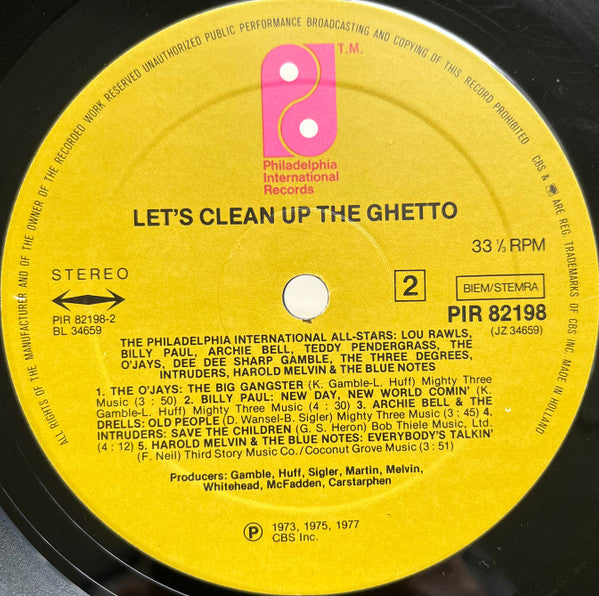 ALL RIGHTS OF THE MANUFACTURER AND OF THE OWNER OF THE RECORDED WORK RESERVED UNAUTHORIZED PUBLIC PERFORMANCE BROADCASTING AND COPYING OF THIS RECORD PROHIBITED
CBS & ARE REG. TRADEMARKS OF CBS INC. MADE IN HOLLAND
T.M.
Philadelphia
International
Records
LET'S CLEAN UP THE GHETTO
33 ⅓ RPM
STEREO
2
BIEM/STEMRA
PIR 82198-2
BL 34659
PIR 82198
(JZ 34659)
THE PHILADELPHIA INTERNATIONAL ALL-STARS: LOU RAWLS,
BILLY PAUL, ARCHIE BELL, TEDDY PENDERGRASS, THE
O'JAYS, DEE DEE SHARP GAMBLE, THE THREE DEGREES,
INTRUDERS, HAROLD MELVIN & THE BLUE NOTES
1. THE O'JAYS: THE BIG GANGSTER (K. Gamble-L. Huff) Mighty Three
Music (3 : 50) 2. BILLY PAUL: NEW DAY, NEW WORLD COMIN' (K.
Gamble-L. Huff) Mighty Three Music (4 : 30) 3. ARCHIE BELL & THE
DRELLS: OLD PEOPLE (D. Wansel-B. Sigler) Mighty Three Music (3 : 45) 4.
INTRUDERS: SAVE THE CHILDREN (G. S. Heron) Bob Thiele Music, Ltd.
(4 : 12) 5. HAROLD MELVIN & THE BLUE NOTES: EVERYBODY'S TALKIN'
(F. Neil) Third Story Music Co./Coconut Grove Music (3 : 51)
Producers: Gamble, Huff, Sigler, Martin, Melvin,
Whitehead, McFadden, Carstarphen
℗ 1973, 1975, 1977
CBS Inc.